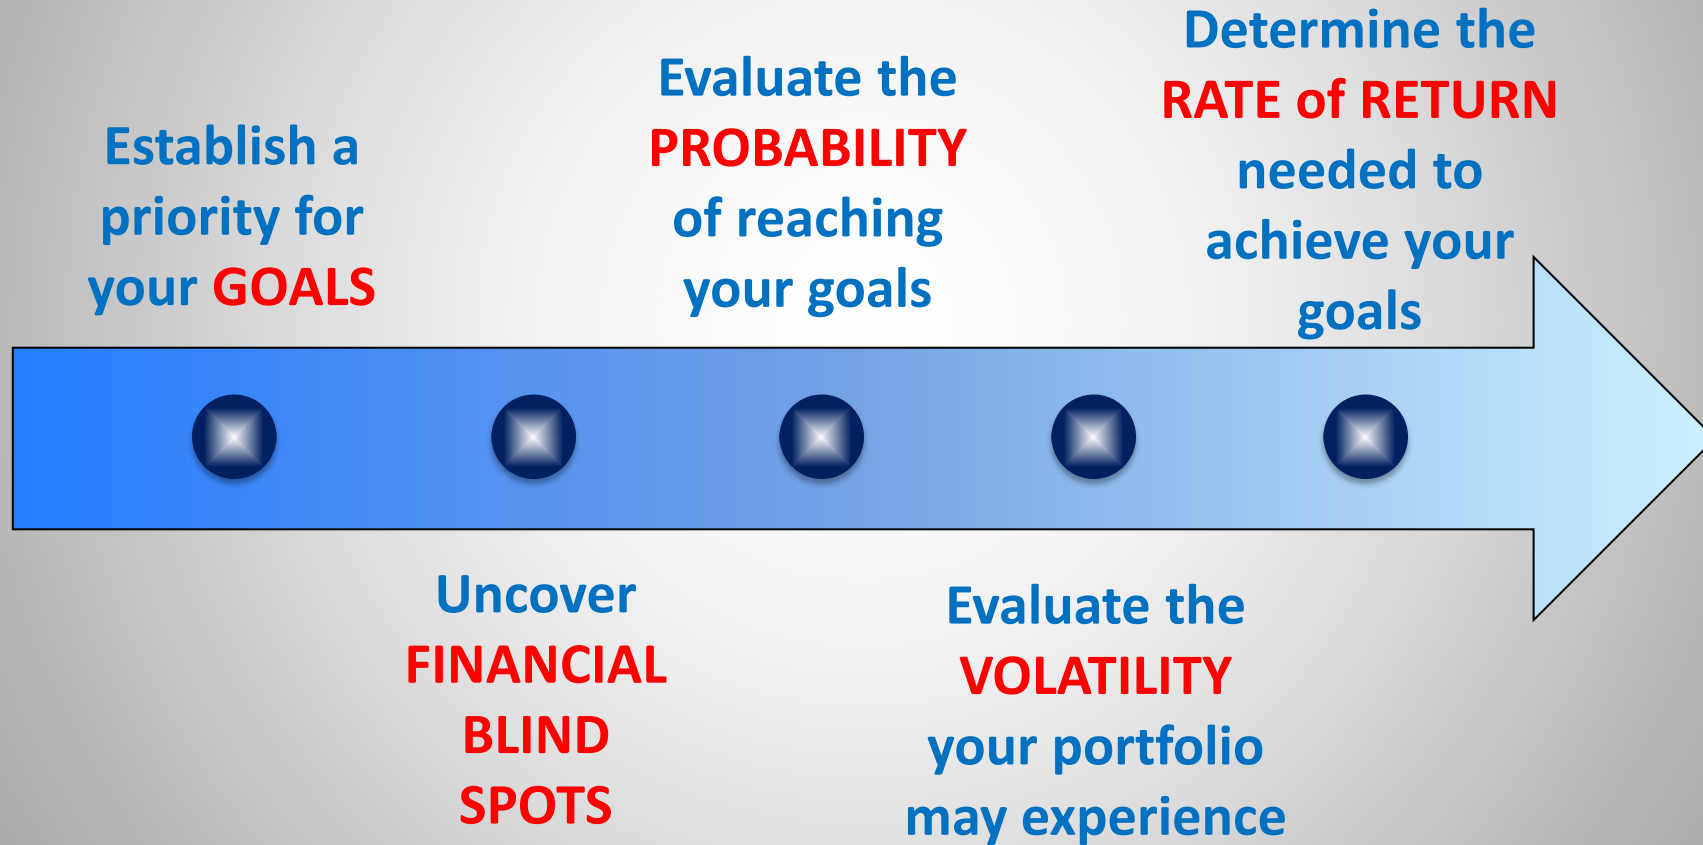 Establish a
priority for
your GOALS
Uncover
FINANCIAL
BLIND
SPOTS
Evaluate the
PROBABILITY
of reaching
your goals
Evaluate the
VOLATILITY
your portfolio
may experience
Determine the
RATE of RETURN
needed to
achieve your
goals